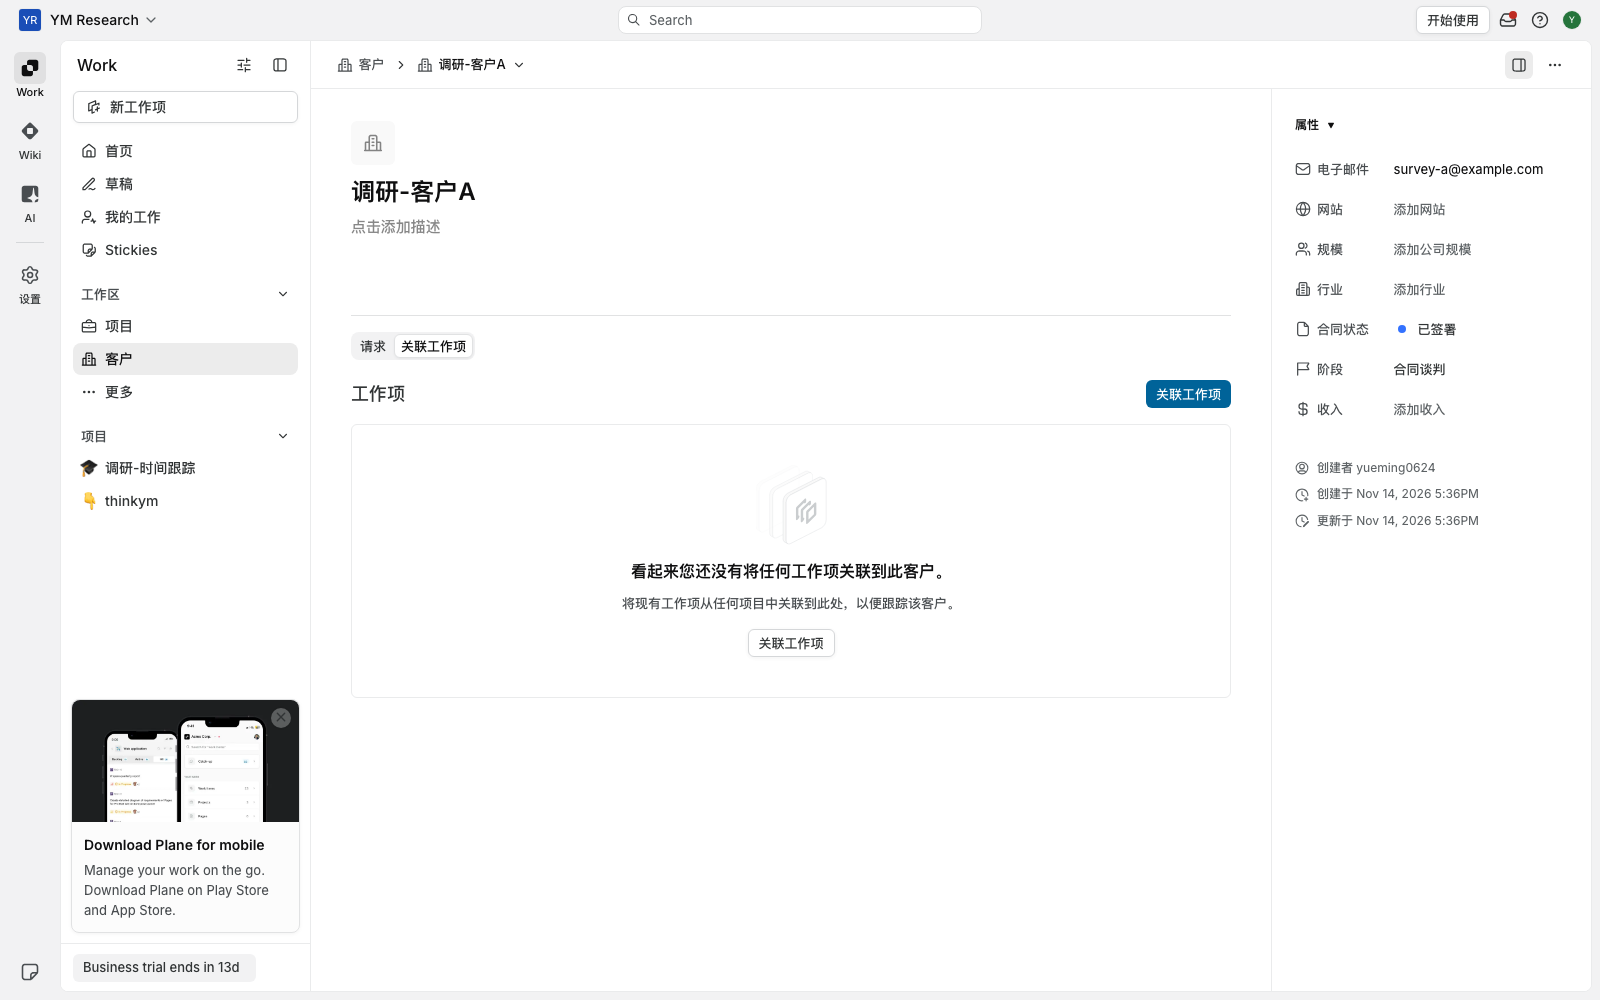 YR YM Research
Search
开始使用
Y
Work
Wiki
AI
设置
Work
新工作项
首页
草稿
我的工作
Stickies
工作区
项目
客户
更多
项目
调研-时间跟踪
thinkym
Download Plane for mobile
Manage your work on the go.
Download Plane on Play Store
and App Store.
Business trial ends in 13d
客户
调研-客户A
调研-客户A
点击添加描述
请求 关联工作项
工作项
关联工作项
看起来您还没有将任何工作项关联到此客户。
将现有工作项从任何项目中关联到此处，以便跟踪该客户。
关联工作项
属性
电子邮件 survey-a@example.com
网站 添加网站
规模 添加公司规模
行业 添加行业
合同状态 已签署
阶段 合同谈判
收入 添加收入
创建者 yueming0624
创建于 Nov 14, 2026 5:36PM
更新于 Nov 14, 2026 5:36PM